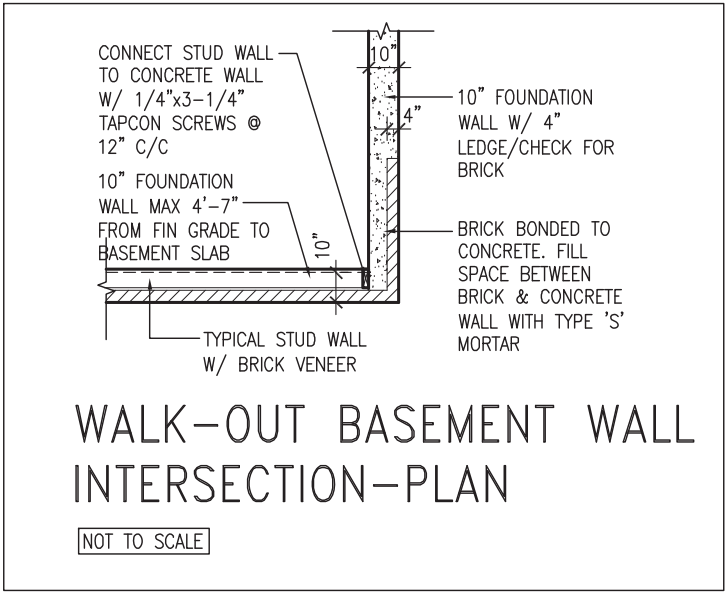 CONNECT STUD WALL
TO CONCRETE WALL
W/ 1/4"x3-1/4"
TAPCON SCREWS @
12" C/C
10" FOUNDATION
WALL MAX 4'-7"
FROM FIN GRADE TO
BASEMENT SLAB
10"
10"
4"
10" FOUNDATION
WALL W/ 4"
LEDGE/CHECK FOR
BRICK
BRICK BONDED TO
CONCRETE. FILL
SPACE BETWEEN
BRICK & CONCRETE
WALL WITH TYPE 'S'
MORTAR
TYPICAL STUD WALL
W/ BRICK VENEER
WALK-OUT BASEMENT WALL
INTERSECTION-PLAN
NOT TO SCALE